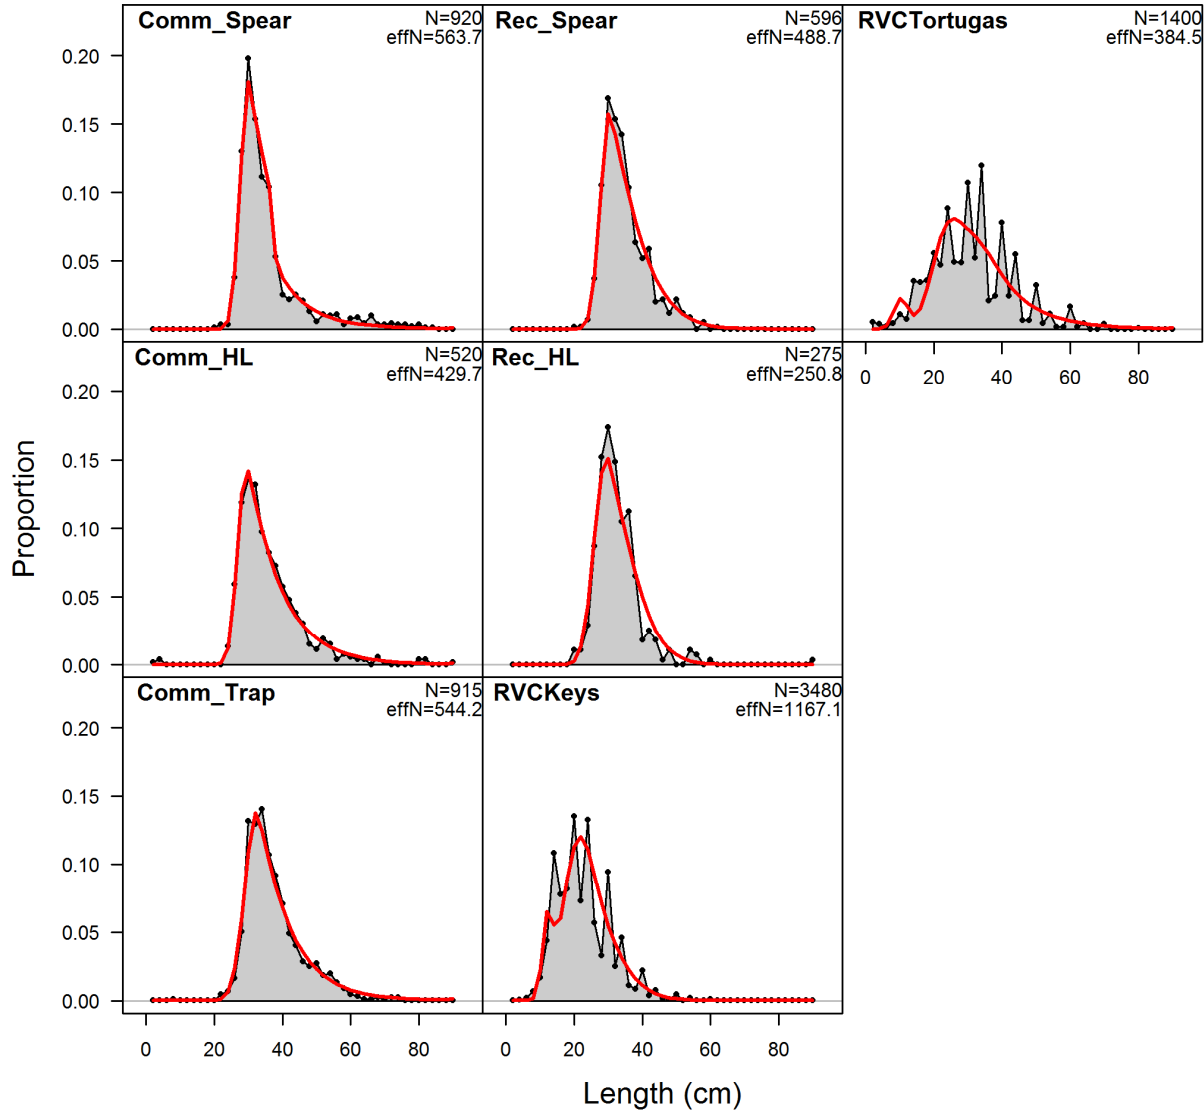 Comm_Spear
N=920
effN=563.7
Rec_Spear
N=596
effN=488.7
RVCTortugas
N=1400
effN=384.5
0.20
0.15
0.10
0.05
0.00
Comm_HL
N=520
effN=429.7
Rec_HL
N=275
effN=250.8
0 20 40 60 80
0.20
0.15
0.10
0.05
0.00
Comm_Trap
N=915
effN=544.2
RVCKeys
N=3480
effN=1167.1
0.20
0.15
0.10
0.05
0.00
0 20 40 60 80
0 20 40 60 80
Proportion
Length (cm)